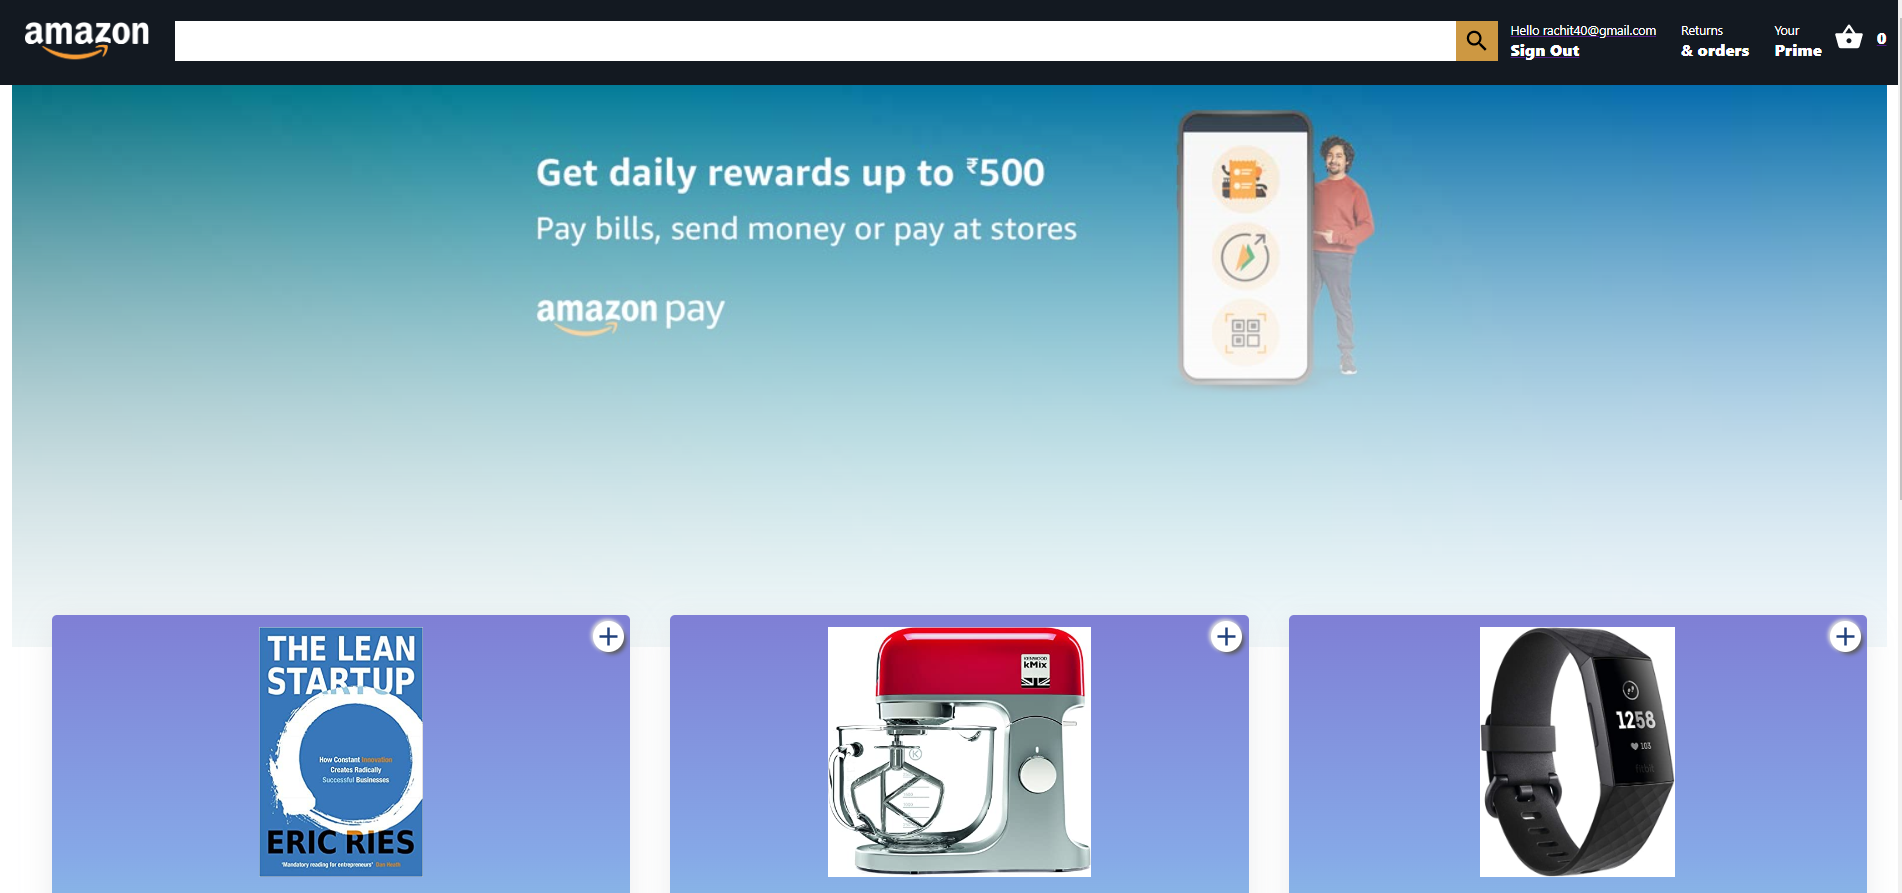 amazon
Hello rachit40@gmail.com
Sign Out
Returns
& orders
Your
Prime
0
Get daily rewards up to ₹500
Pay bills, send money or pay at stores
amazon pay
THE LEAN
STARTUP
How Constant Innovation
Creates Radically
Successful Businesses
ERIC RIES
'Mandatory reading for entrepreneurs' Dan Heath
KENWOOD
kMix
K
1258
103
fitbit